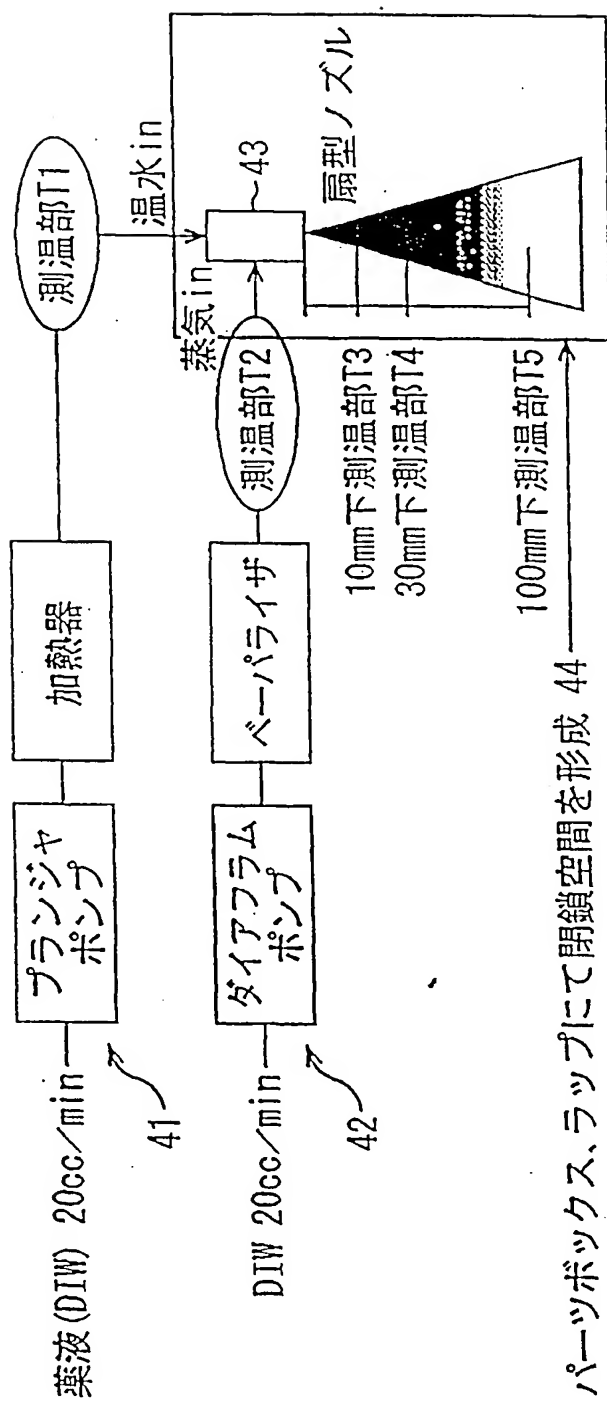 薬液(DIW) 20cc/min
プランジャ
ポンプ
加熱器
測温部T1
41
温水in
DIW 20cc/min
ダイアフラム
ポンプ
ベーパライザ
測温部T2
蒸気in
42
43
扇型ノズル
10mm下測温部T3
30mm下測温部T4
100mm下測温部T5
パーツボックス、ラップにて閉鎖空間を形成 44